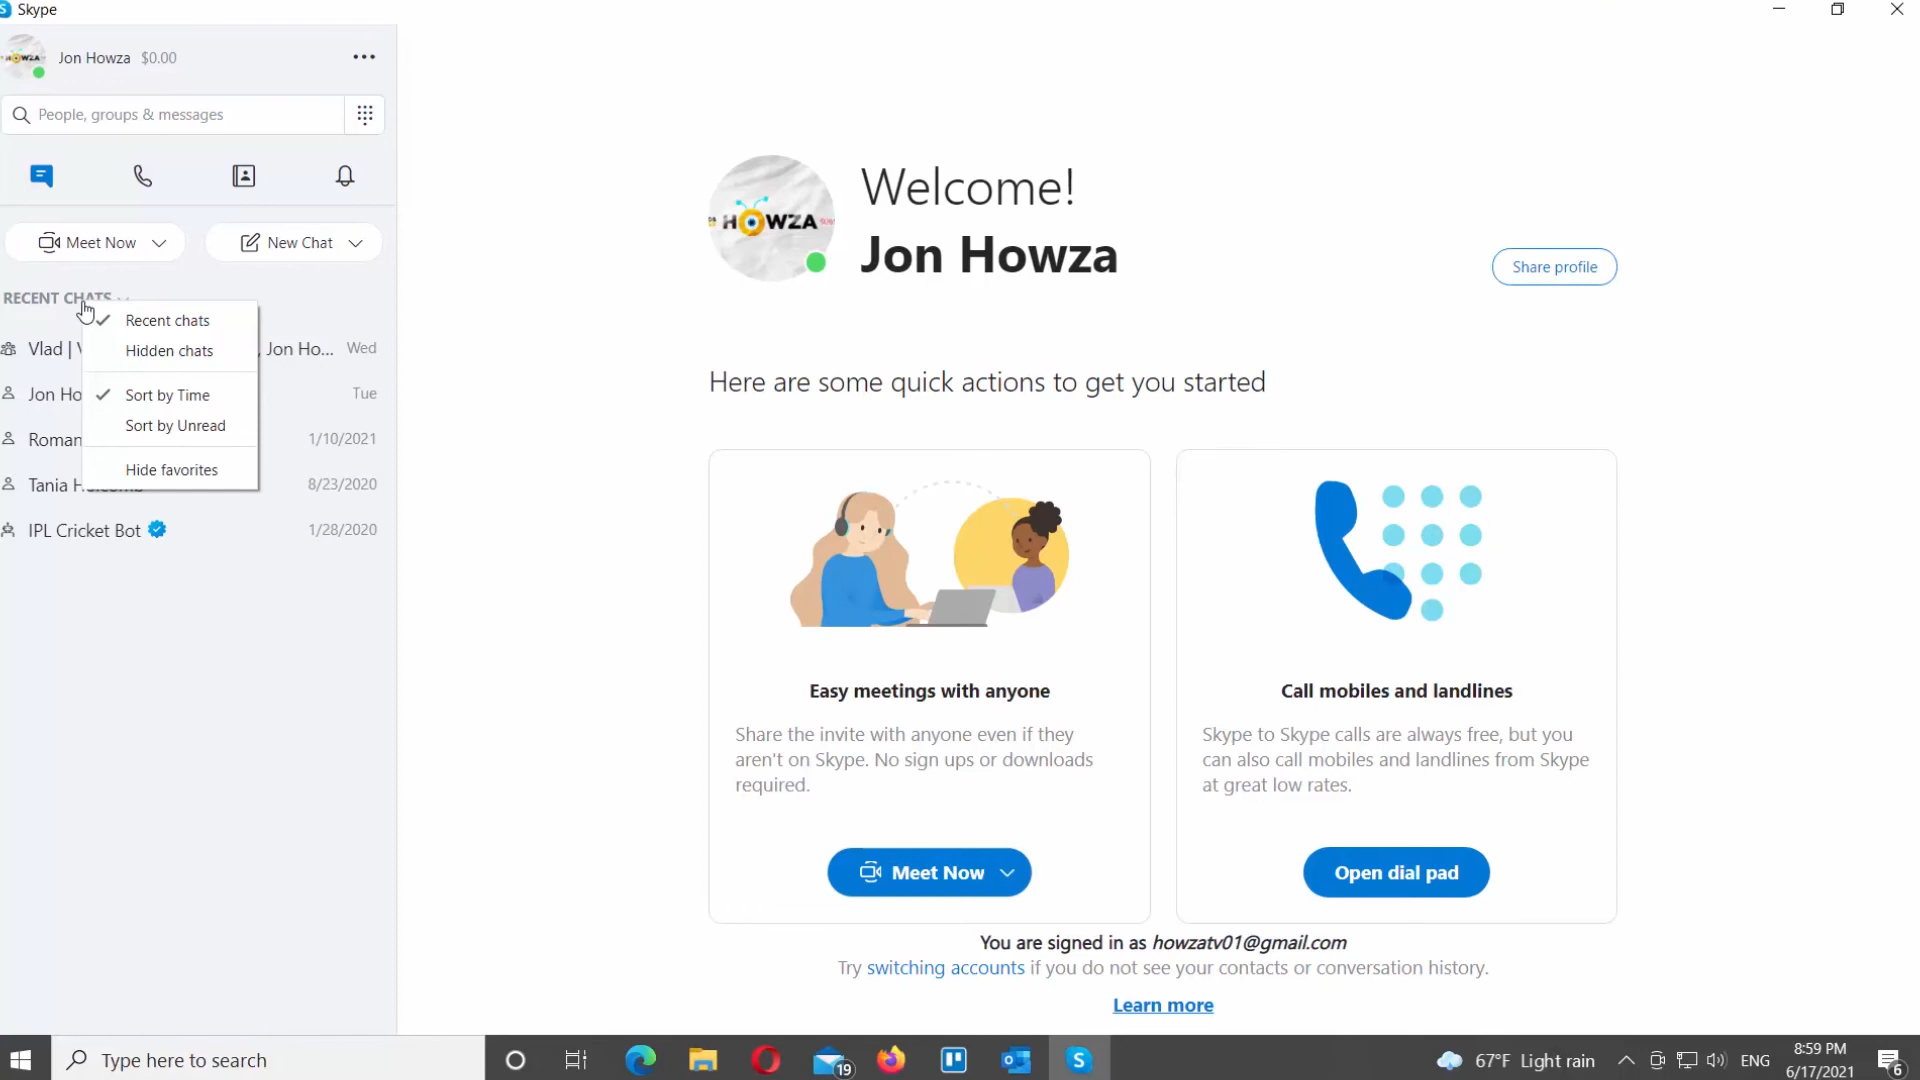 Skype
Jon Howza $0.00
People, groups & messages
Meet Now
New Chat
RECENT CHATS
Recent chats
Hidden chats
Sort by Time
Sort by Unread
Hide favorites
Vlad | , Jon Ho... Wed
Jon Ho Tue
Roman 1/10/2021
Tania 8/23/2020
IPL Cricket Bot 1/28/2020
HOWZA
Welcome!
Jon Howza
Share profile
Here are some quick actions to get you started
Easy meetings with anyone
Share the invite with anyone even if they
aren't on Skype. No sign ups or downloads
required.
Meet Now
Call mobiles and landlines
Skype to Skype calls are always free, but you
can also call mobiles and landlines from Skype
at great low rates.
Open dial pad
You are signed in as howzatv01@gmail.com
Try switching accounts if you do not see your contacts or conversation history.
Learn more
Type here to search
19
67°F Light rain
ENG
8:59 PM
6/17/2021
6